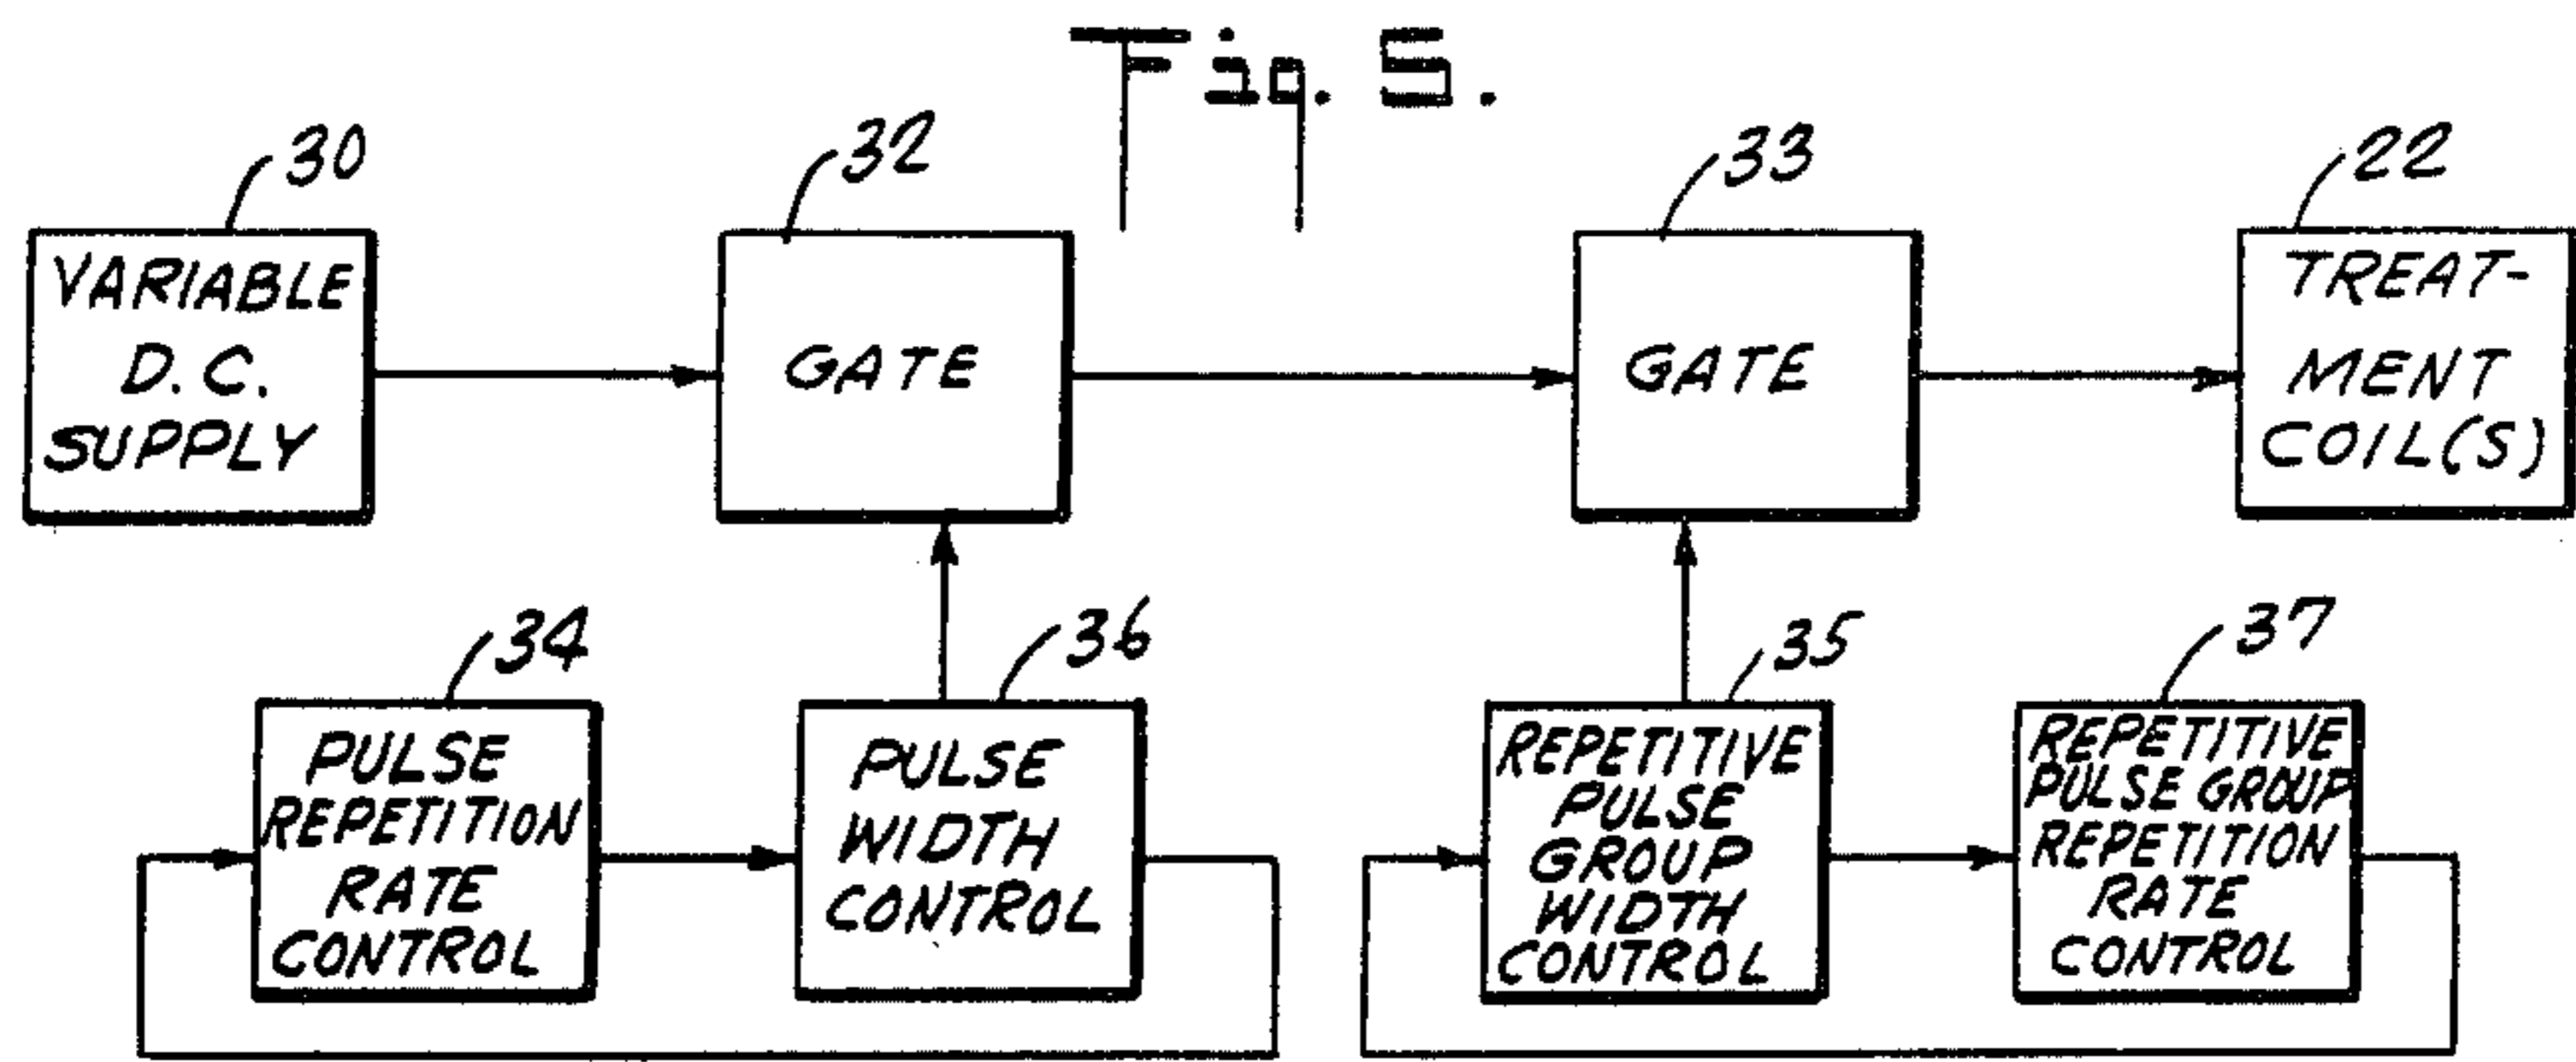 Fig. 5.
30
32
33
22
VARIABLE
D.C.
SUPPLY
GATE
GATE
TREAT-
MENT
COIL(S)
34
36
35
37
PULSE
REPETITION
RATE
CONTROL
PULSE
WIDTH
CONTROL
REPETITIVE
PULSE
GROUP
WIDTH
CONTROL
REPETITIVE
PULSE GROUP
REPETITION
RATE
CONTROL